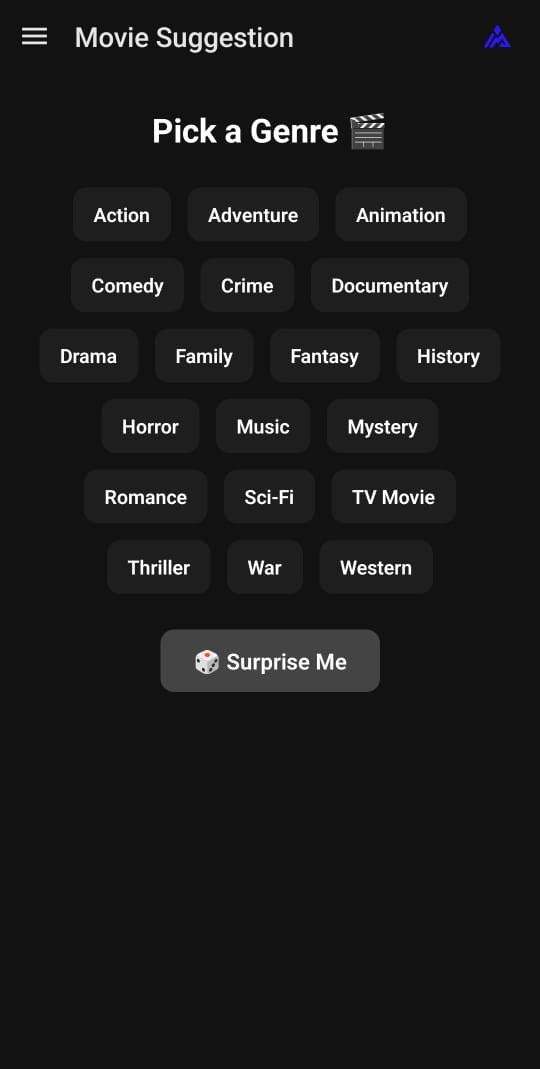 Movie Suggestion
Pick a Genre 🎬
Action Adventure Animation
Comedy Crime Documentary
Drama Family Fantasy History
Horror Music Mystery
Romance Sci-Fi TV Movie
Thriller War Western
🎲 Surprise Me